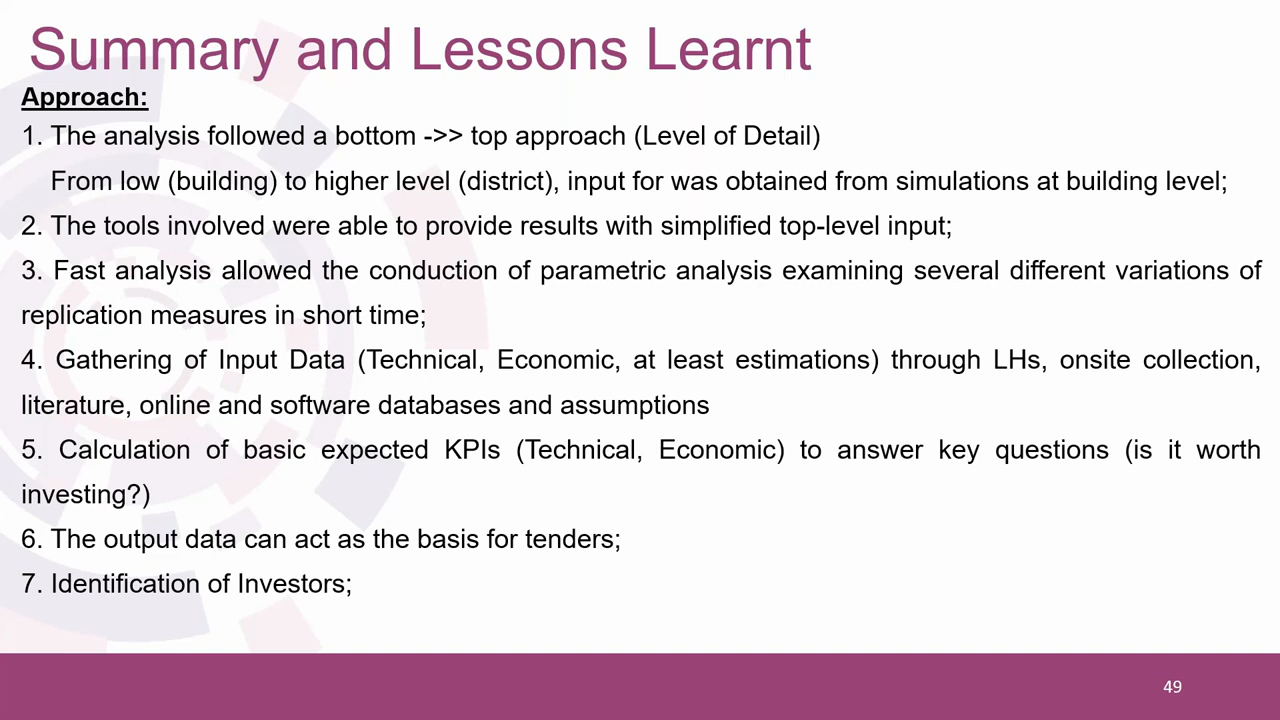 Summary and Lessons Learnt
Approach:
1. The analysis followed a bottom ->> top approach (Level of Detail)
From low (building) to higher level (district), input for was obtained from simulations at building level;
2. The tools involved were able to provide results with simplified top-level input;
3. Fast analysis allowed the conduction of parametric analysis examining several different variations of
replication measures in short time;
4. Gathering of Input Data (Technical, Economic, at least estimations) through LHs, onsite collection,
literature, online and software databases and assumptions
5. Calculation of basic expected KPIs (Technical, Economic) to answer key questions (is it worth
investing?)
6. The output data can act as the basis for tenders;
7. Identification of Investors;
49